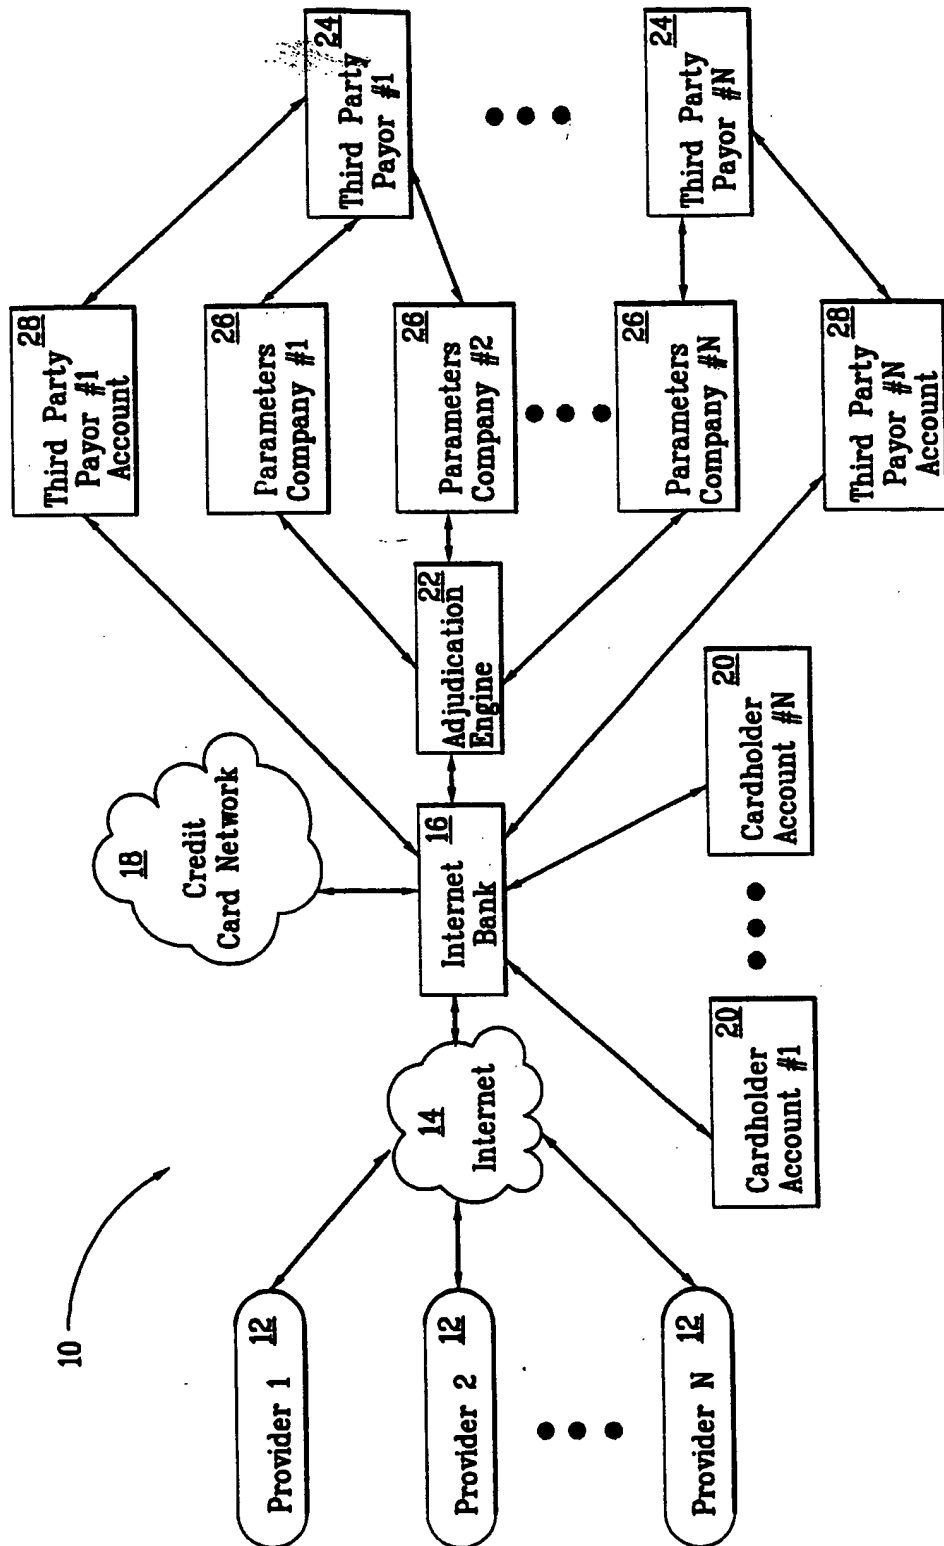 10
Provider 1
12
Provider 2
12
Provider N
12
14
Internet
18
Credit
Card Network
16
Internet
Bank
20
Cardholder
Account #1
20
Cardholder
Account #N
22
Adjudication
Engine
28
Third Party
Payor #1
Account
26
Parameters
Company #1
26
Parameters
Company #2
26
Parameters
Company #N
28
Third Party
Payor #N
Account
24
Third Party
Payor #1
24
Third Party
Payor #N